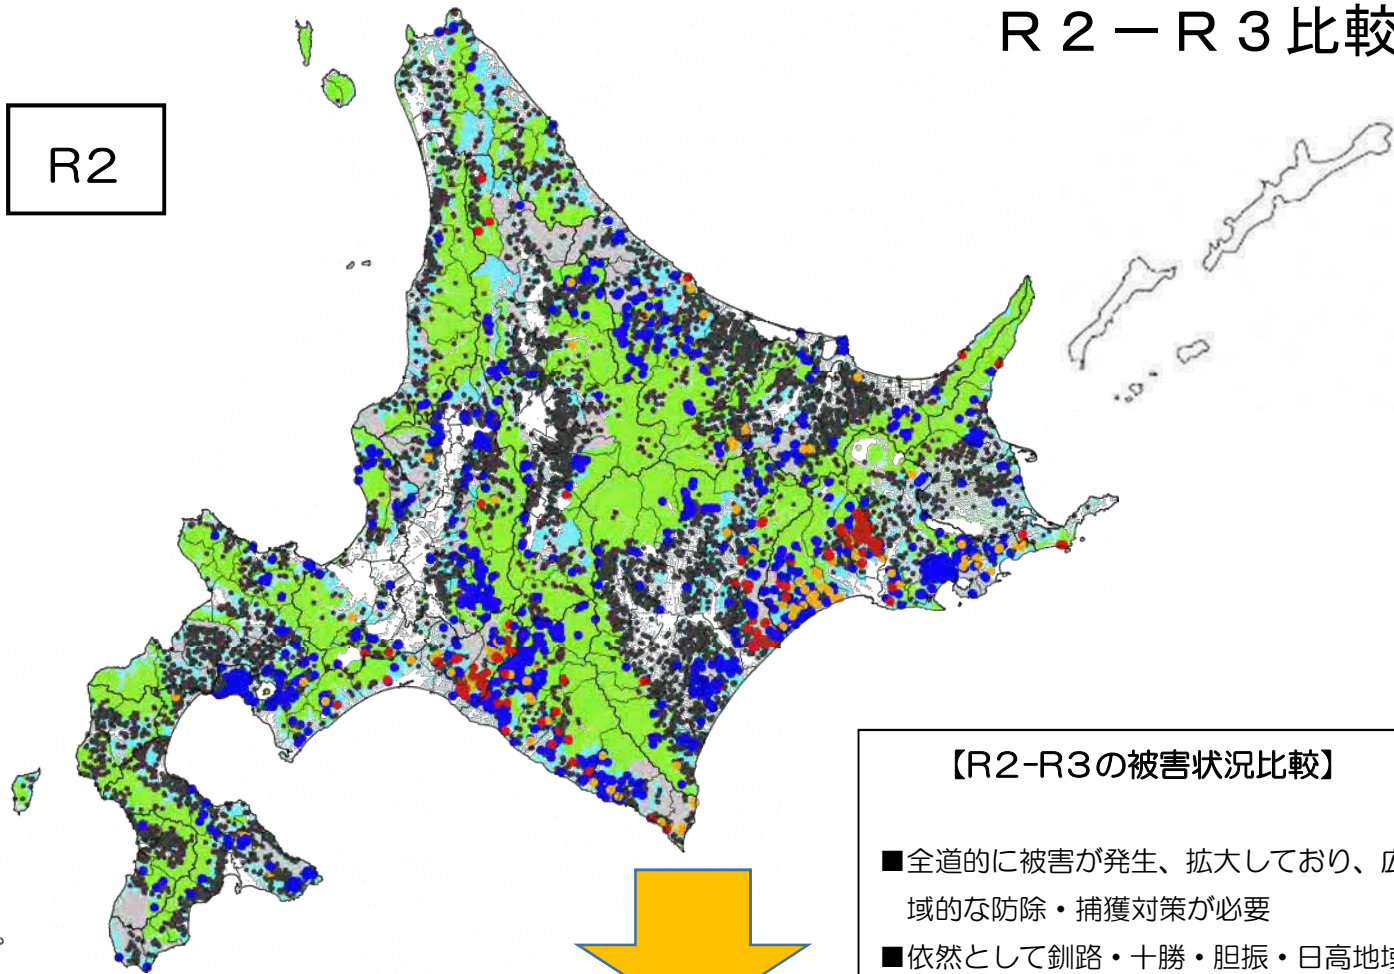 R2-R3比較
R2
【R2-R3の被害状況比較】
■全道的に被害が発生、拡大しており、広
域的な防除・捕獲対策が必要
■依然として釧路・十勝・胆振・日高地域